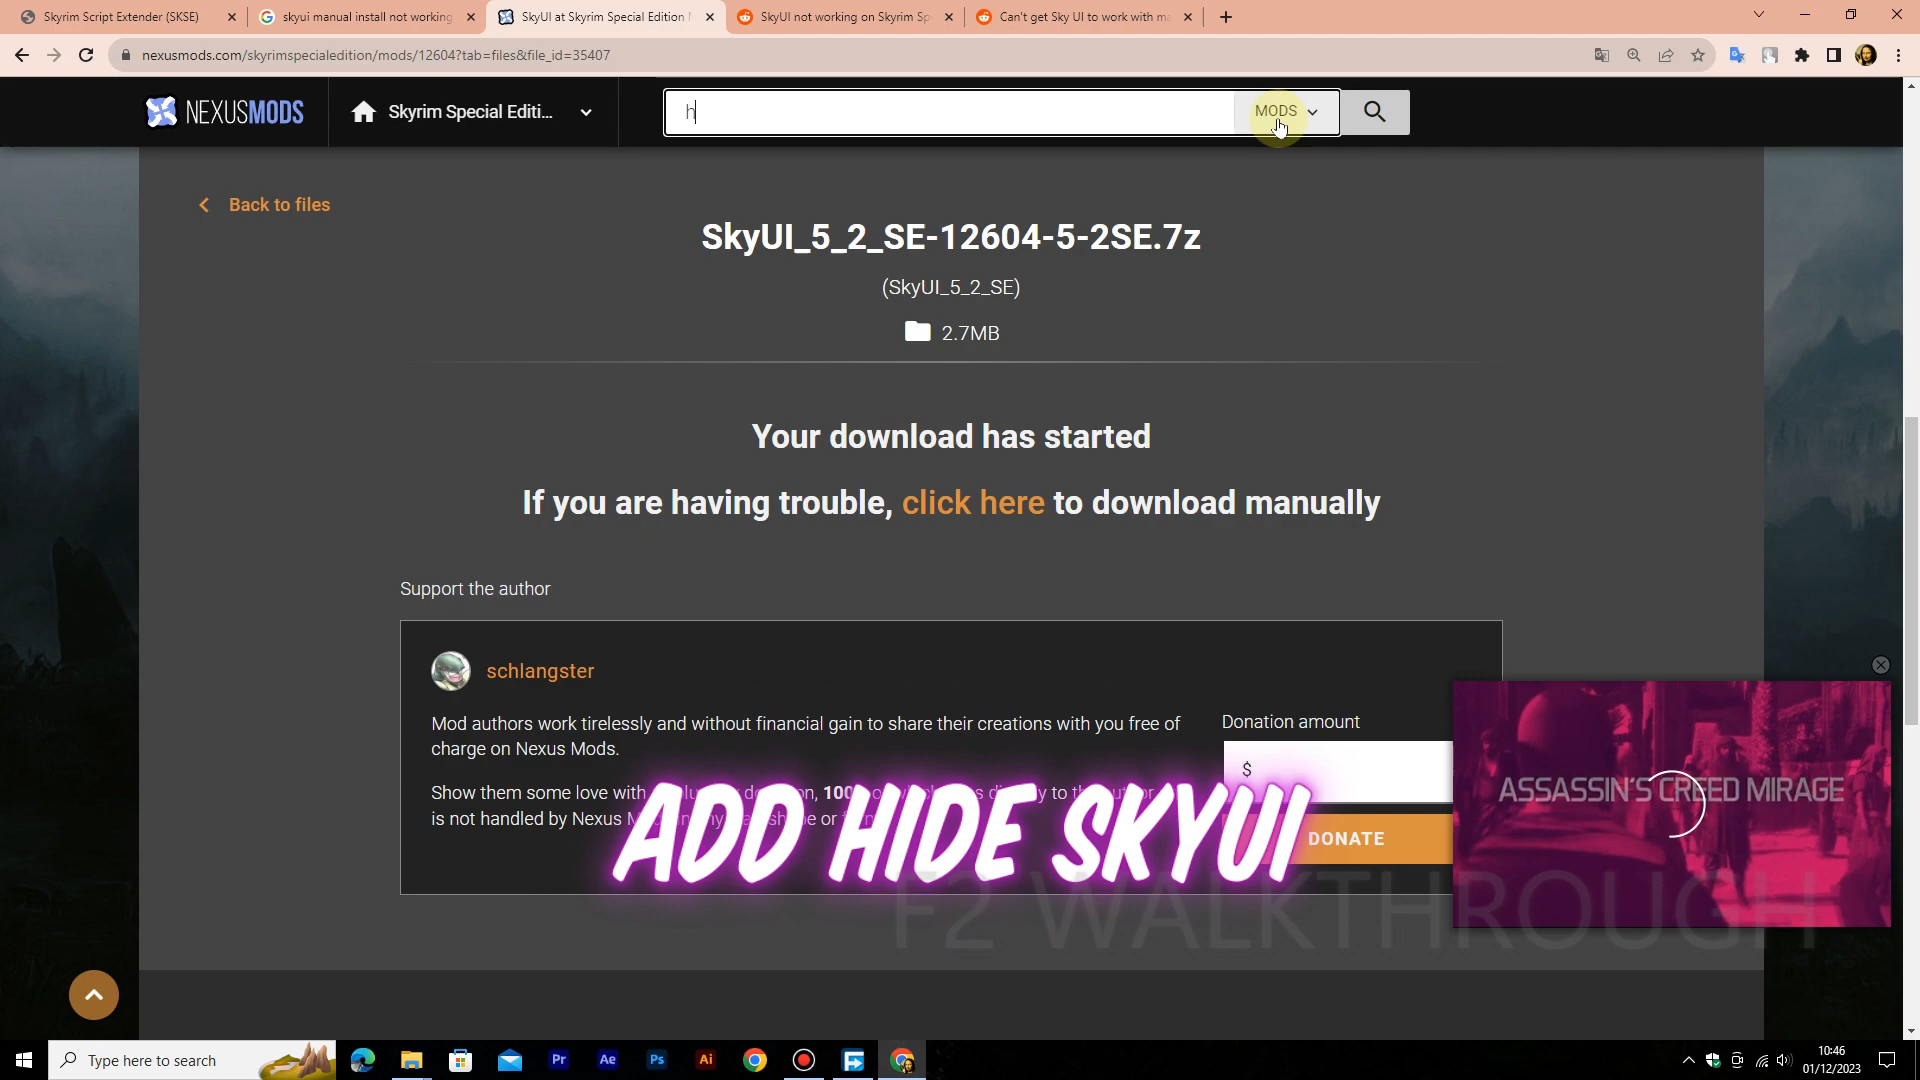 Skyrim Script Extender (SKSE)
skyui manual install not working
SkyUI at Skyrim Special Edition
SkyUI not working on Skyrim Sp
Can't get Sky UI to work with ma
nexusmods.com/skyrimspecialedition/mods/12604?tab=files&file_id=35407
NEXUSMODS
Skyrim Special Editi...
h
MODS
Back to files
SkyUI_5_2_SE-12604-5-2SE.7z
(SkyUI_5_2_SE)
2.7MB
Your download has started
If you are having trouble, click here to download manually
Support the author
schlangster
Mod authors work tirelessly and without financial gain to share their creations with you free of
charge on Nexus Mods.
Donation amount
$
Show them some love with
is not handled by Nexus
DONATE
ADD HIDE SKYUI
F2 WALKTHROUGH
ASSASSIN'S CREED MIRAGE
Type here to search
Pr
Ae
Ps
Ai
10:46
01/12/2023